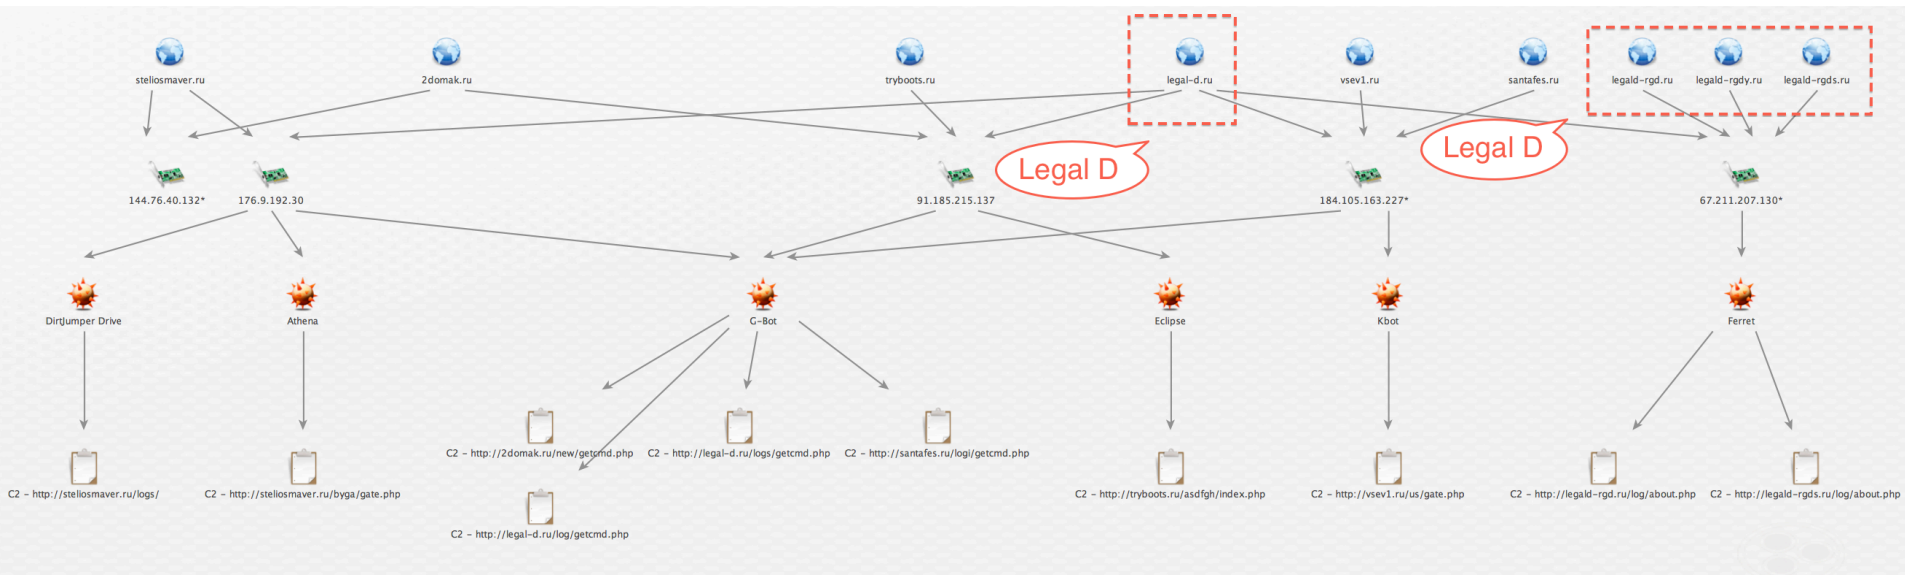 steliosmaver.ru
2domak.ru
tryboots.ru
legal-d.ru
vsev1.ru
santafes.ru
legald-rgd.ru
legald-rgdy.ru
legald-rgds.ru
Legal D
Legal D
144.76.40.132*
176.9.192.30
91.185.215.137
184.105.163.227*
67.211.207.130*
DirtJumper Drive
Athena
G-Bot
Eclipse
Kbot
Ferret
C2 - http://2domak.ru/new/getcmd.php
C2 - http://legal-d.ru/logs/getcmd.php
C2 - http://santafes.ru/logi/getcmd.php
C2 - http://steliosmaver.ru/logs/
C2 - http://steliosmaver.ru/byga/gate.php
C2 - http://tryboots.ru/asdfgh/index.php
C2 - http://vsev1.ru/us/gate.php
C2 - http://legald-rgd.ru/log/about.php
C2 - http://legald-rgds.ru/log/about.php
C2 - http://legal-d.ru/log/getcmd.php